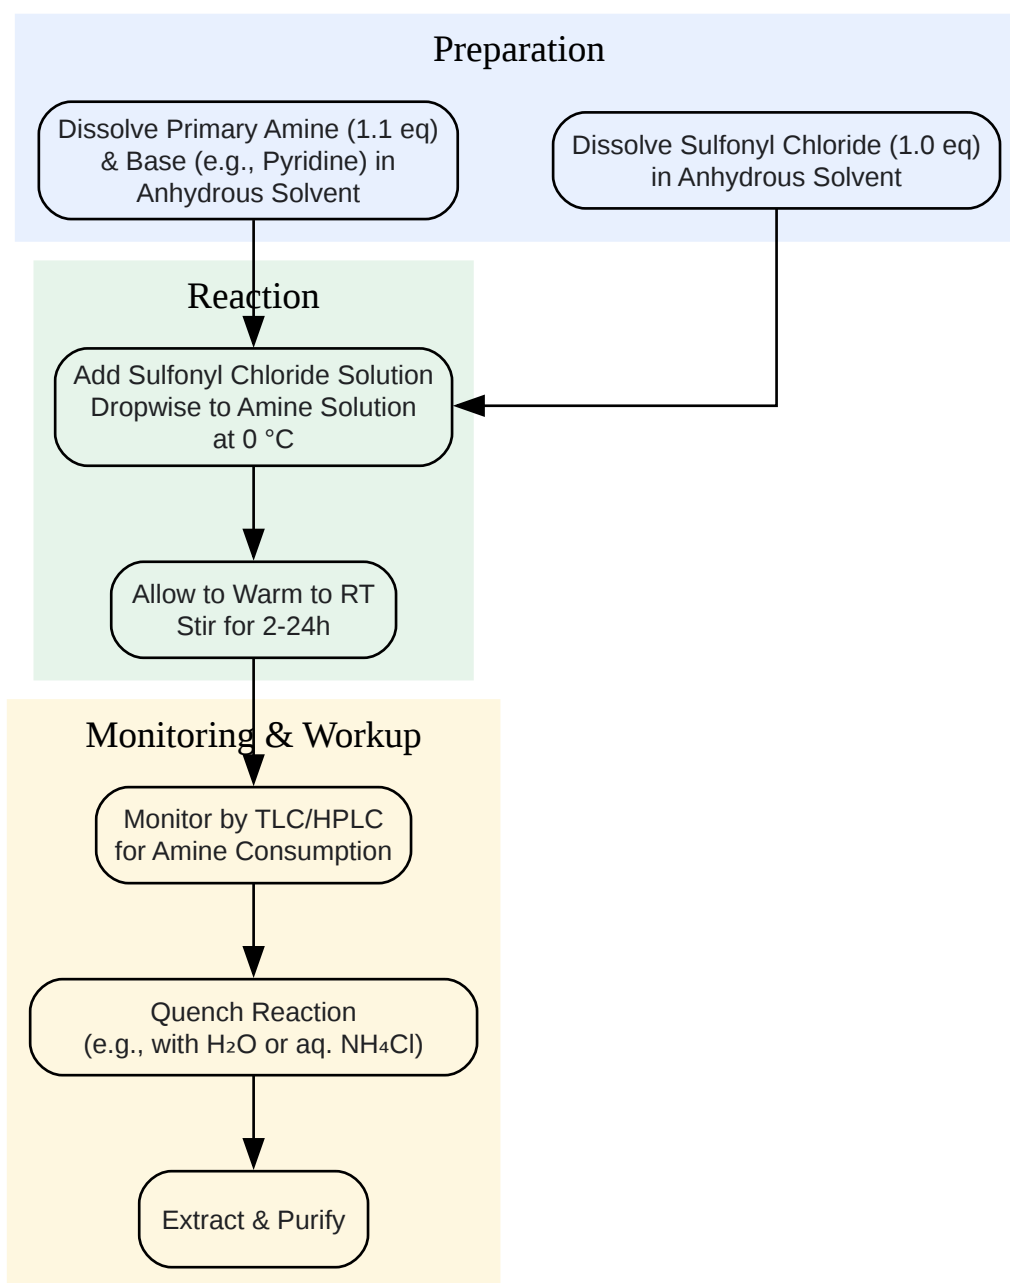 Preparation
Dissolve Primary Amine (1.1 eq)
& Base (e.g., Pyridine) in
Anhydrous Solvent
Dissolve Sulfonyl Chloride (1.0 eq)
in Anhydrous Solvent
Reaction
Add Sulfonyl Chloride Solution
Dropwise to Amine Solution
at 0 °C
Allow to Warm to RT
Stir for 2-24h
Monitoring & Workup
Monitor by TLC/HPLC
for Amine Consumption
Quench Reaction
(e.g., with H₂O or aq. NH₄Cl)
Extract & Purify